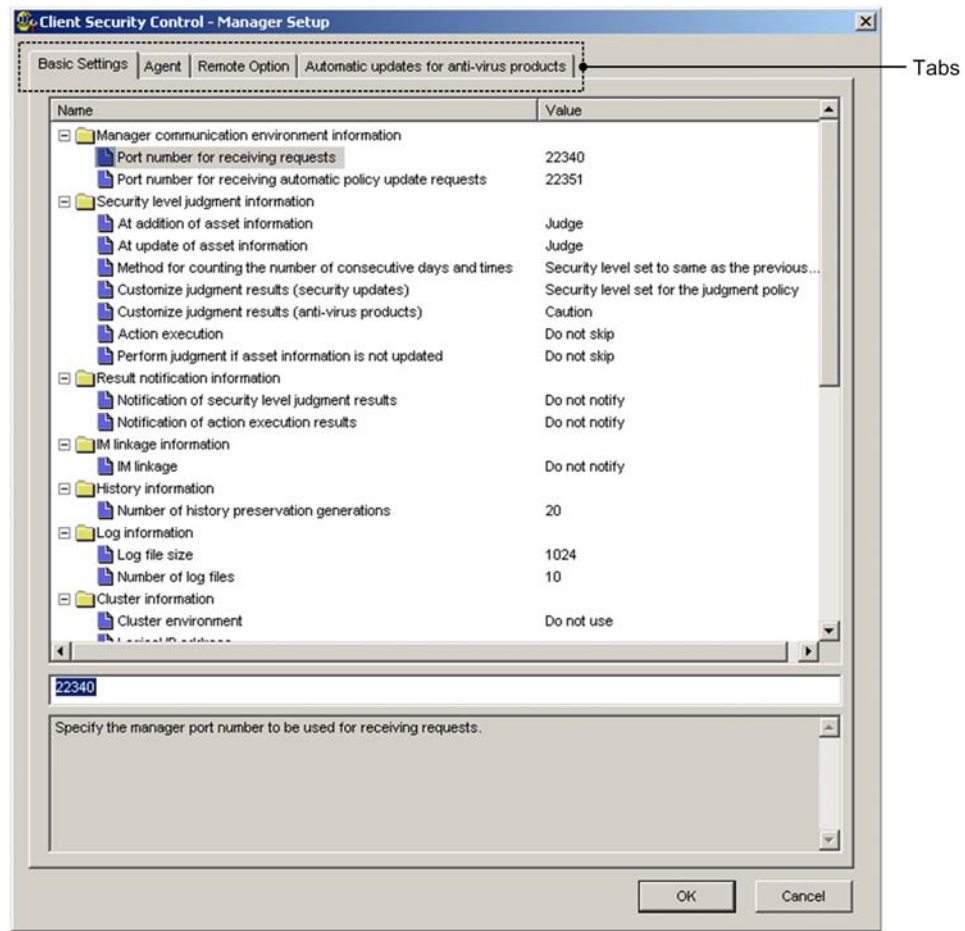 Client Security Control - Manager Setup
Basic Settings Agent Remote Option Automatic updates for anti-virus products Tabs
Name Value
Manager communication environment information
Port number for receiving requests 22340
Port number for receiving automatic policy update requests 22351
Security level judgment information
At addition of asset information Judge
At update of asset information Judge
Method for counting the number of consecutive days and times Security level set to same as the previous...
Customize judgment results (security updates) Security level set for the judgment policy
Customize judgment results (anti-virus products) Caution
Action execution Do not skip
Perform judgment if asset information is not updated Do not skip
Result notification information
Notification of security level judgment results Do not notify
Notification of action execution results Do not notify
IM linkage information
IM linkage Do not notify
History information
Number of history preservation generations 20
Log information
Log file size 1024
Number of log files 10
Cluster information
Cluster environment Do not use
22340
Specify the manager port number to be used for receiving requests.
OK Cancel